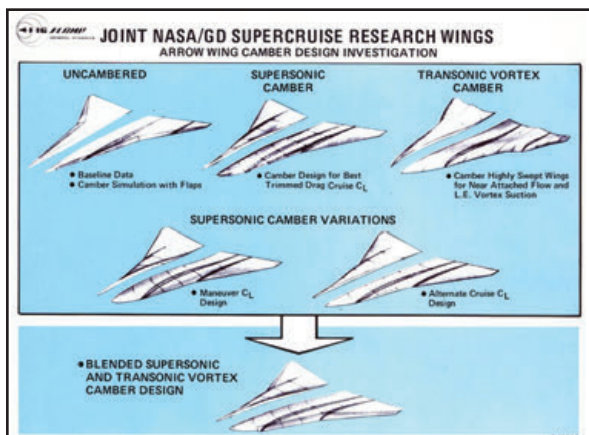 JOINT NASA/GD SUPERCRUISE RESEARCH WINGS
ARROW WING CAMBER DESIGN INVESTIGATION
UNCAMBERED
● Baseline Data
● Camber Simulation with Flaps
SUPERSONIC
CAMBER
● Camber Design for Best
Trimmed Drag Cruise CL
TRANSONIC VORTEX
CAMBER
● Camber Highly Swept Wings
for Near Attached Flow and
L.E. Vortex Suction
SUPERSONIC CAMBER VARIATIONS
● Maneuver CL
Design
● Alternate Cruise CL
Design
● BLENDED SUPERSONIC
AND TRANSONIC VORTEX
CAMBER DESIGN